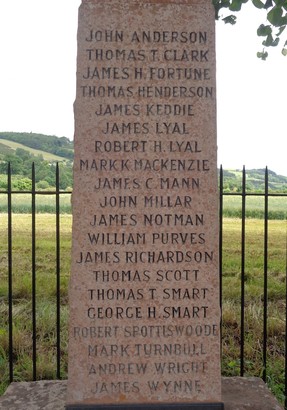 JOHN ANDERSON
THOMAS T. CLARK
JAMES H. FORTUNE
THOMAS HENDERSON
JAMES KEDDIE
JAMES LYAL
ROBERT H. LYAL
MARK K. MACKENZIE
JAMES C. MANN
JOHN MILLAR
JAMES NOTMAN
WILLIAM PURVES
JAMES RICHARDSON
THOMAS SCOTT
THOMAS T. SMART
GEORGE H. SMART
ROBERT SPOTTISWOODE
MARK TURNBULL
ANDREW WRIGHT
JAMES WYNNE